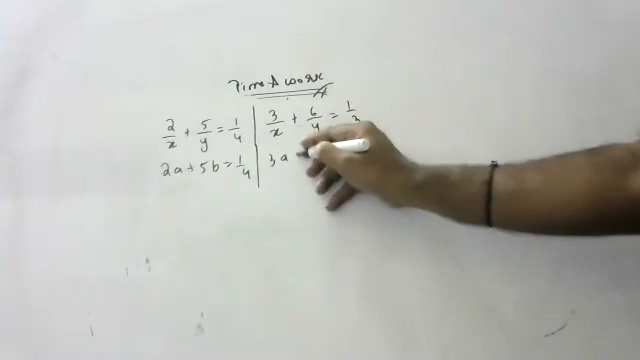 Time & work
2/x + 5/y = 1/4 | 3/x + 6/y = 1/3
2a + 5b = 1/4 | 3a